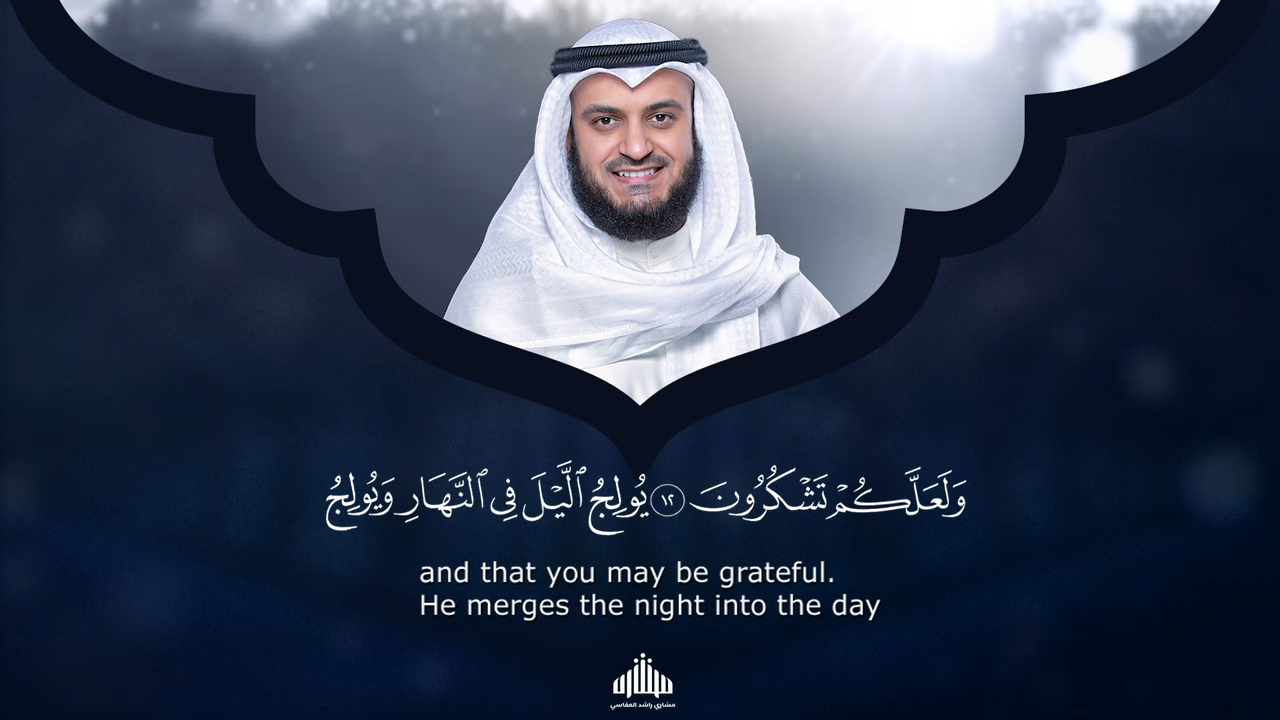 وَلَعَلَّكُمْ تَشْكُرُونَ ١٢ يُولِجُ ٱلَّيْلَ فِى ٱلنَّهَارِ وَيُولِجُ
and that you may be grateful.
He merges the night into the day
مشاري راشد العفاسي